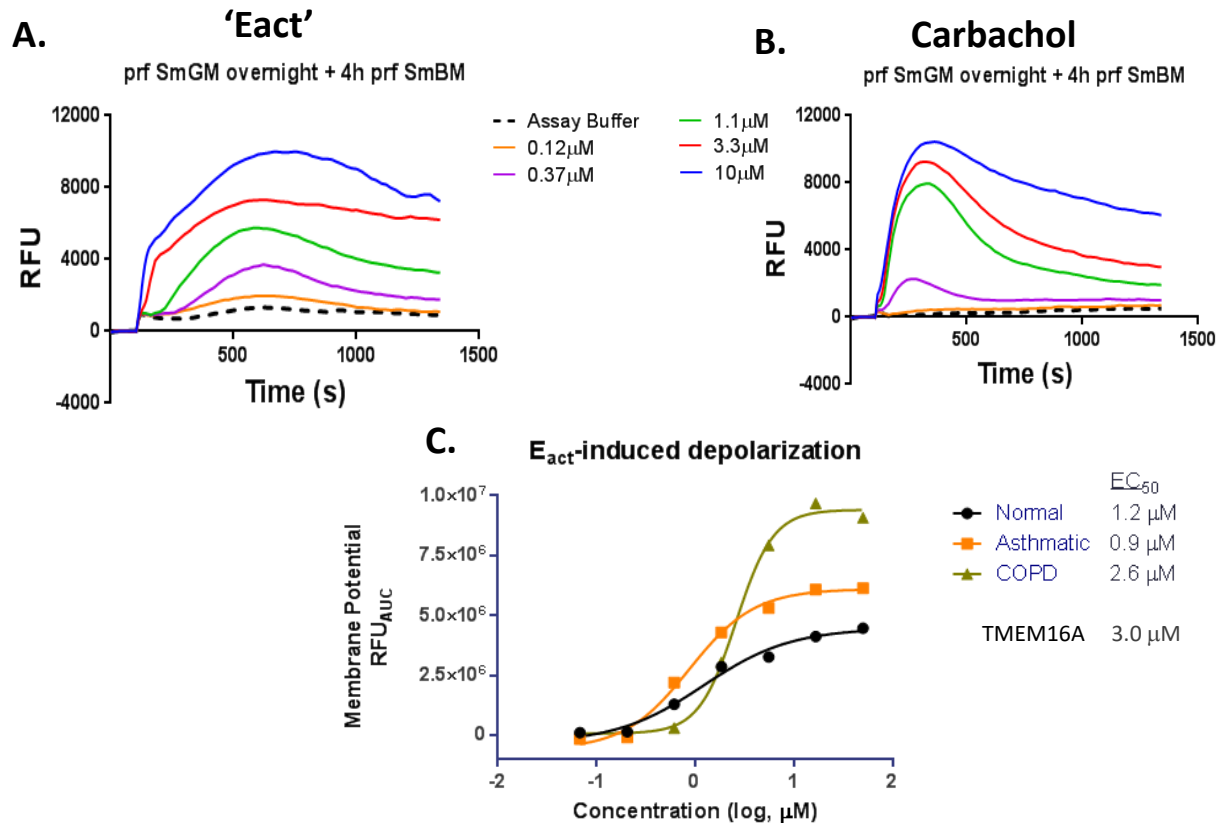 A.
'Eact'
prf SmGM overnight + 4h prf SmBM
RFU
12000
8000
4000
0
-4000
500
1000
1500
Time (s)
Assay Buffer
0.12µM
0.37µM
1.1µM
3.3µM
10µM
B.
Carbachol
prf SmGM overnight + 4h prf SmBM
RFU
12000
8000
4000
0
-4000
500
1000
1500
Time (s)
C.
Eact-induced depolarization
Membrane Potential
RFUAUC
1.0×10⁷
7.5×10⁶
5.0×10⁶
2.5×10⁶
0
-2
-1
0
1
2
Concentration (log, µM)
EC50
Normal 1.2 µM
Asthmatic 0.9 µM
COPD 2.6 µM
TMEM16A 3.0 µM